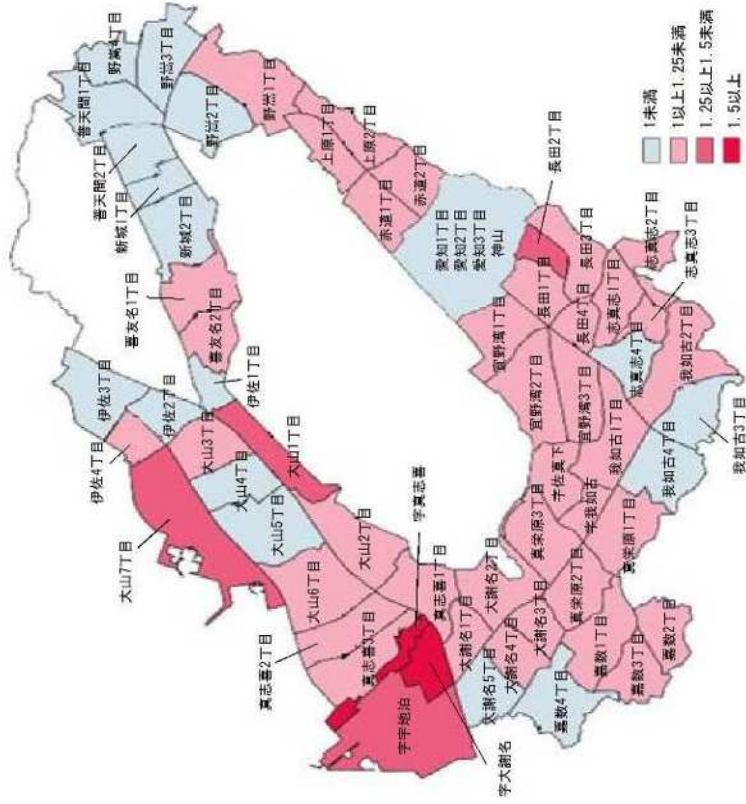 普天間1丁目
野嵩4丁目
野嵩3丁目
野嵩2丁目
野嵩1丁目
普天間2丁目
新城1丁目
新城2丁目
喜友名1丁目
喜友名2丁目
伊佐3丁目
伊佐2丁目
伊佐1丁目
伊佐4丁目
大山7丁目
大山3丁目
大山4丁目
大山5丁目
大山1丁目
大山2丁目
大山6丁目
真志喜2丁目
真志喜3丁目
真志喜1丁目
字真志喜
字宇地泊
字大謝名
大謝名1丁目
大謝名2丁目
大謝名3丁目
大謝名4丁目
大謝名5丁目
上原1丁目
上原2丁目
赤道1丁目
赤道2丁目
愛知1丁目
愛知2丁目
愛知3丁目
神山
長田2丁目
長田1丁目
長田3丁目
長田4丁目
宜野湾1丁目
宜野湾2丁目
宜野湾3丁目
志真志1丁目
志真志2丁目
志真志3丁目
志真志4丁目
我如古1丁目
我如古2丁目
我如古3丁目
我如古4丁目
字佐真下
字我如古
真栄原3丁目
真栄原2丁目
真栄原1丁目
嘉数1丁目
嘉数2丁目
嘉数3丁目
嘉数4丁目
1未満
1以上1.25未満
1.25以上1.5未満
1.5以上